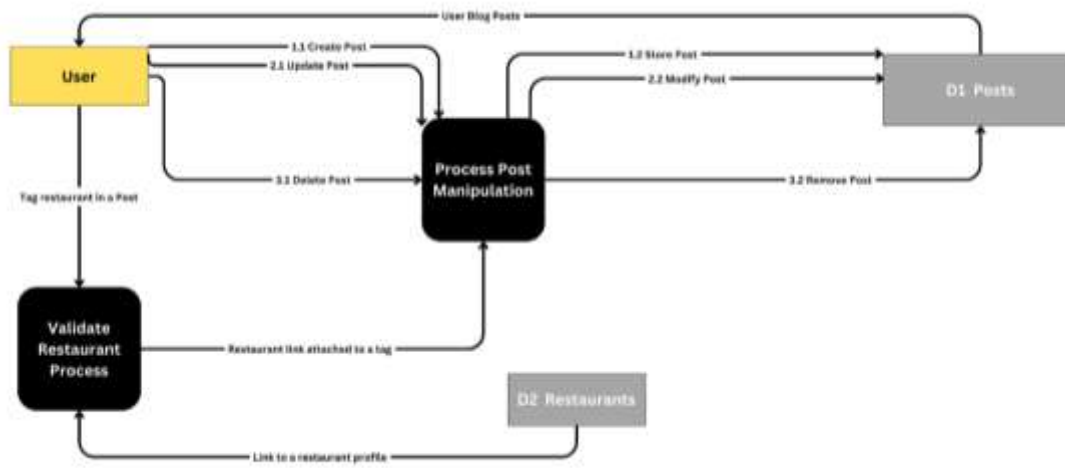 User Blog Posts
1.1 Create Post
2.1 Update Post
User
1.2 Store Post
2.2 Modify Post
D1 Posts
Process Post
Manipulation
3.1 Delete Post
3.2 Remove Post
Tag restaurant in a Post
Validate
Restaurant
Process
Restaurant link attached to a tag
D2 Restaurants
Link to a restaurant profile